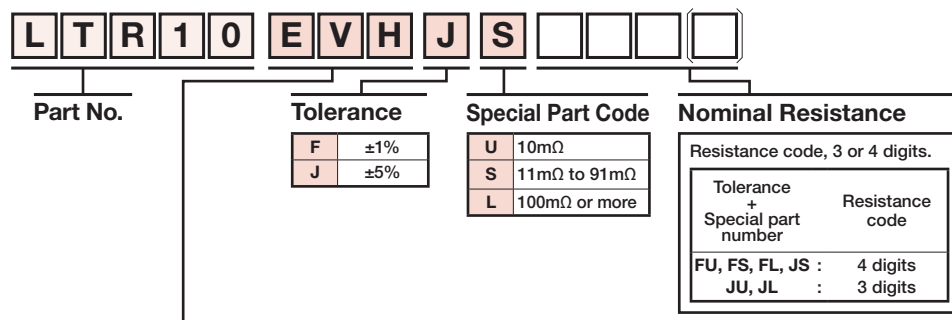 L T R 1 0 E V H J S
Part No.
Tolerance
F ±1%
J ±5%
Special Part Code
U 10mΩ
S 11mΩ to 91mΩ
L 100mΩ or more
Nominal Resistance
Resistance code, 3 or 4 digits.
Tolerance
+
Special part
number
Resistance
code
FU, FS, FL, JS : 4 digits
JU, JL : 3 digits